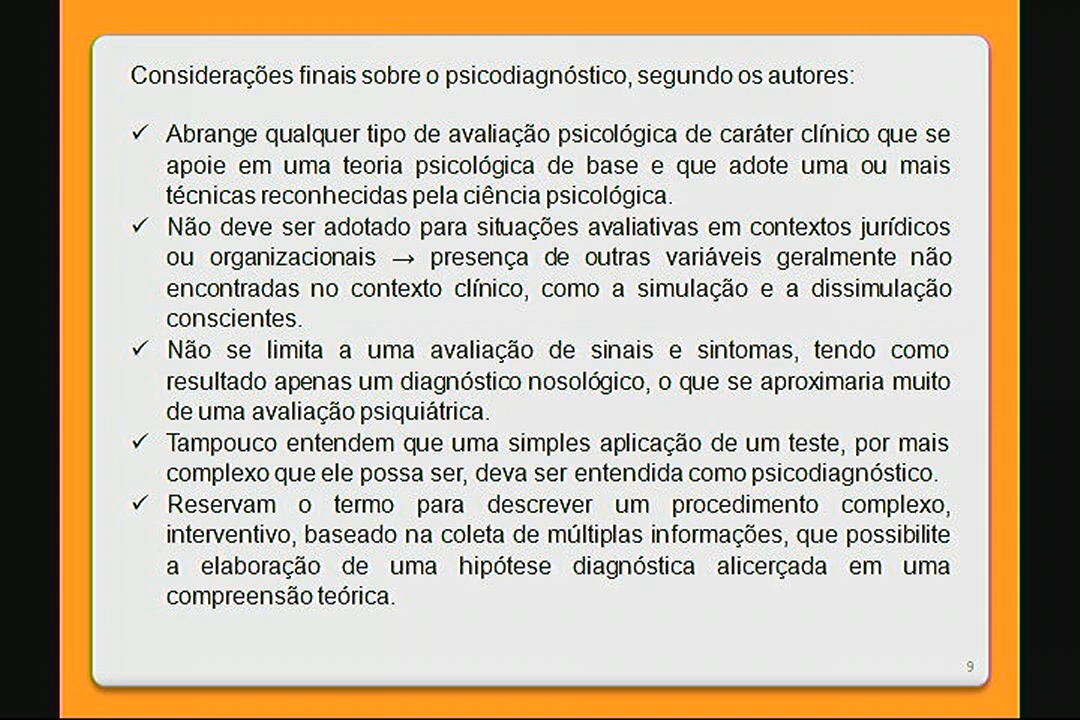 Considerações finais sobre o psicodiagnóstico, segundo os autores:
✓ Abrange qualquer tipo de avaliação psicológica de caráter clínico que se
apoie em uma teoria psicológica de base e que adote uma ou mais
técnicas reconhecidas pela ciência psicológica.
✓ Não deve ser adotado para situações avaliativas em contextos jurídicos
ou organizacionais → presença de outras variáveis geralmente não
encontradas no contexto clínico, como a simulação e a dissimulação
conscientes.
✓ Não se limita a uma avaliação de sinais e sintomas, tendo como
resultado apenas um diagnóstico nosológico, o que se aproximaria muito
de uma avaliação psiquiátrica.
✓ Tampouco entendem que uma simples aplicação de um teste, por mais
complexo que ele possa ser, deva ser entendida como psicodiagnóstico.
✓ Reservam o termo para descrever um procedimento complexo,
interventivo, baseado na coleta de múltiplas informações, que possibilite
a elaboração de uma hipótese diagnóstica alicerçada em uma
compreensão teórica.
9